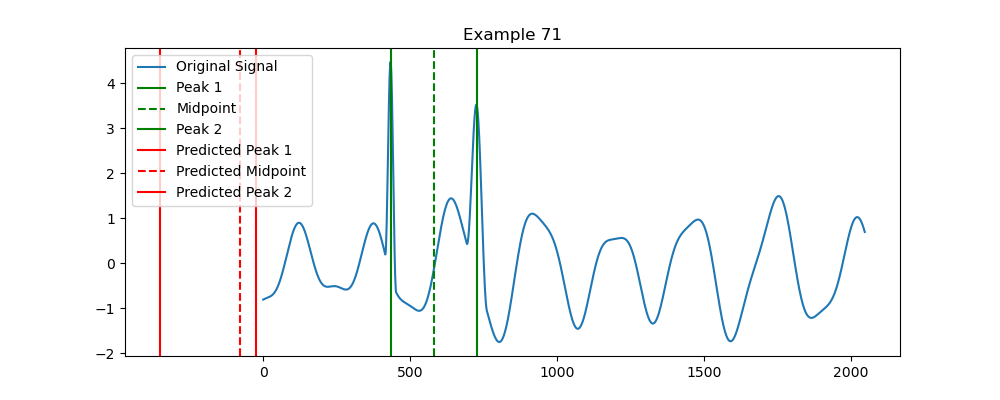 Example 71
Original Signal
Peak 1
Midpoint
Peak 2
Predicted Peak 1
Predicted Midpoint
Predicted Peak 2
4
3
2
1
0
−1
−2
0 500 1000 1500 2000